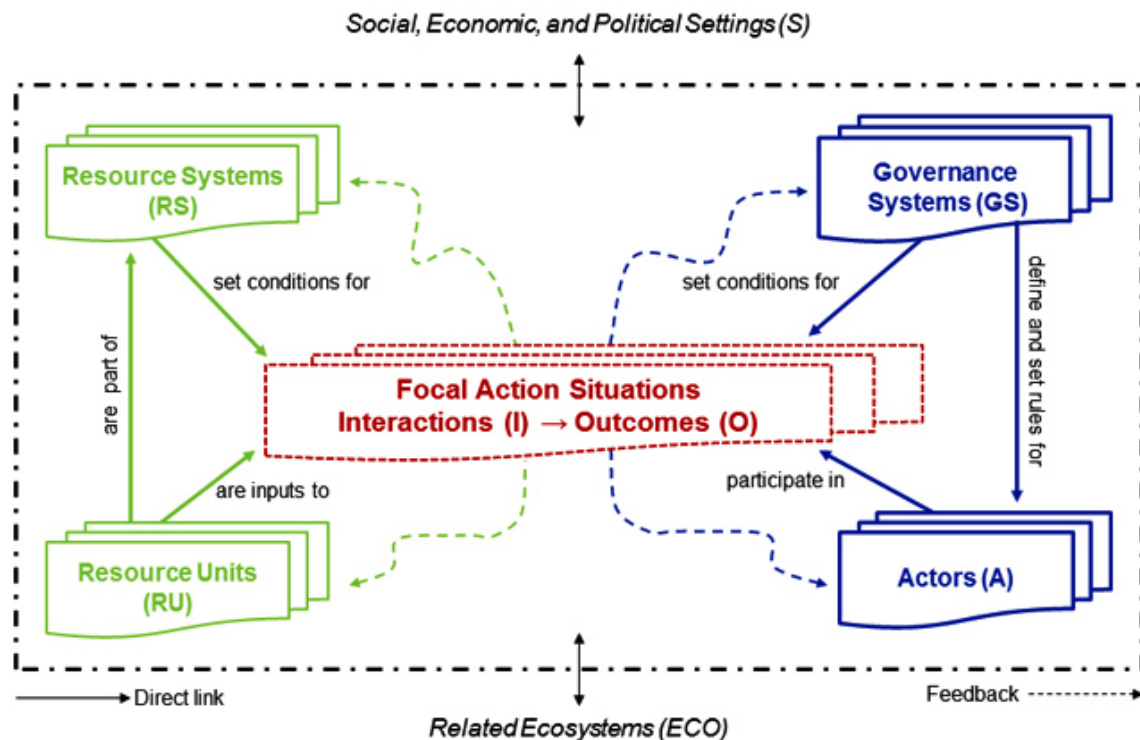 Social, Economic, and Political Settings (S)
Resource Systems
(RS)
Governance
Systems (GS)
set conditions for
set conditions for
are part of
define and set rules for
Focal Action Situations
Interactions (I) → Outcomes (O)
are inputs to
participate in
Resource Units
(RU)
Actors (A)
Direct link
Feedback
Related Ecosystems (ECO)